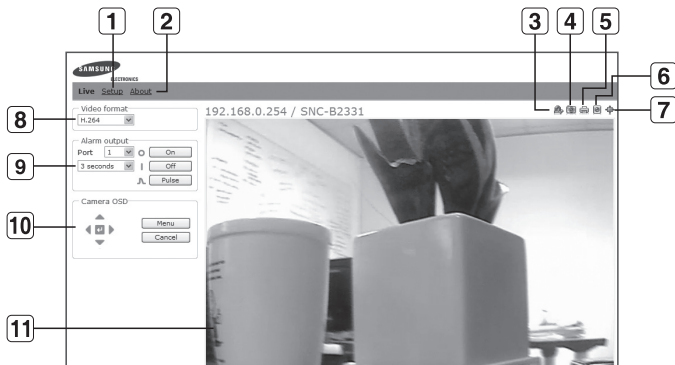 1 2 3 4 5
6
7
SAMSUNG
ELECTRONICS
Live Setup About
8 Video format
H.264
192.168.0.254 / SNC-B2331
Alarm output
Port 1 On
9 3 seconds Off
Pulse
10 Camera OSD
Menu
Cancel
11